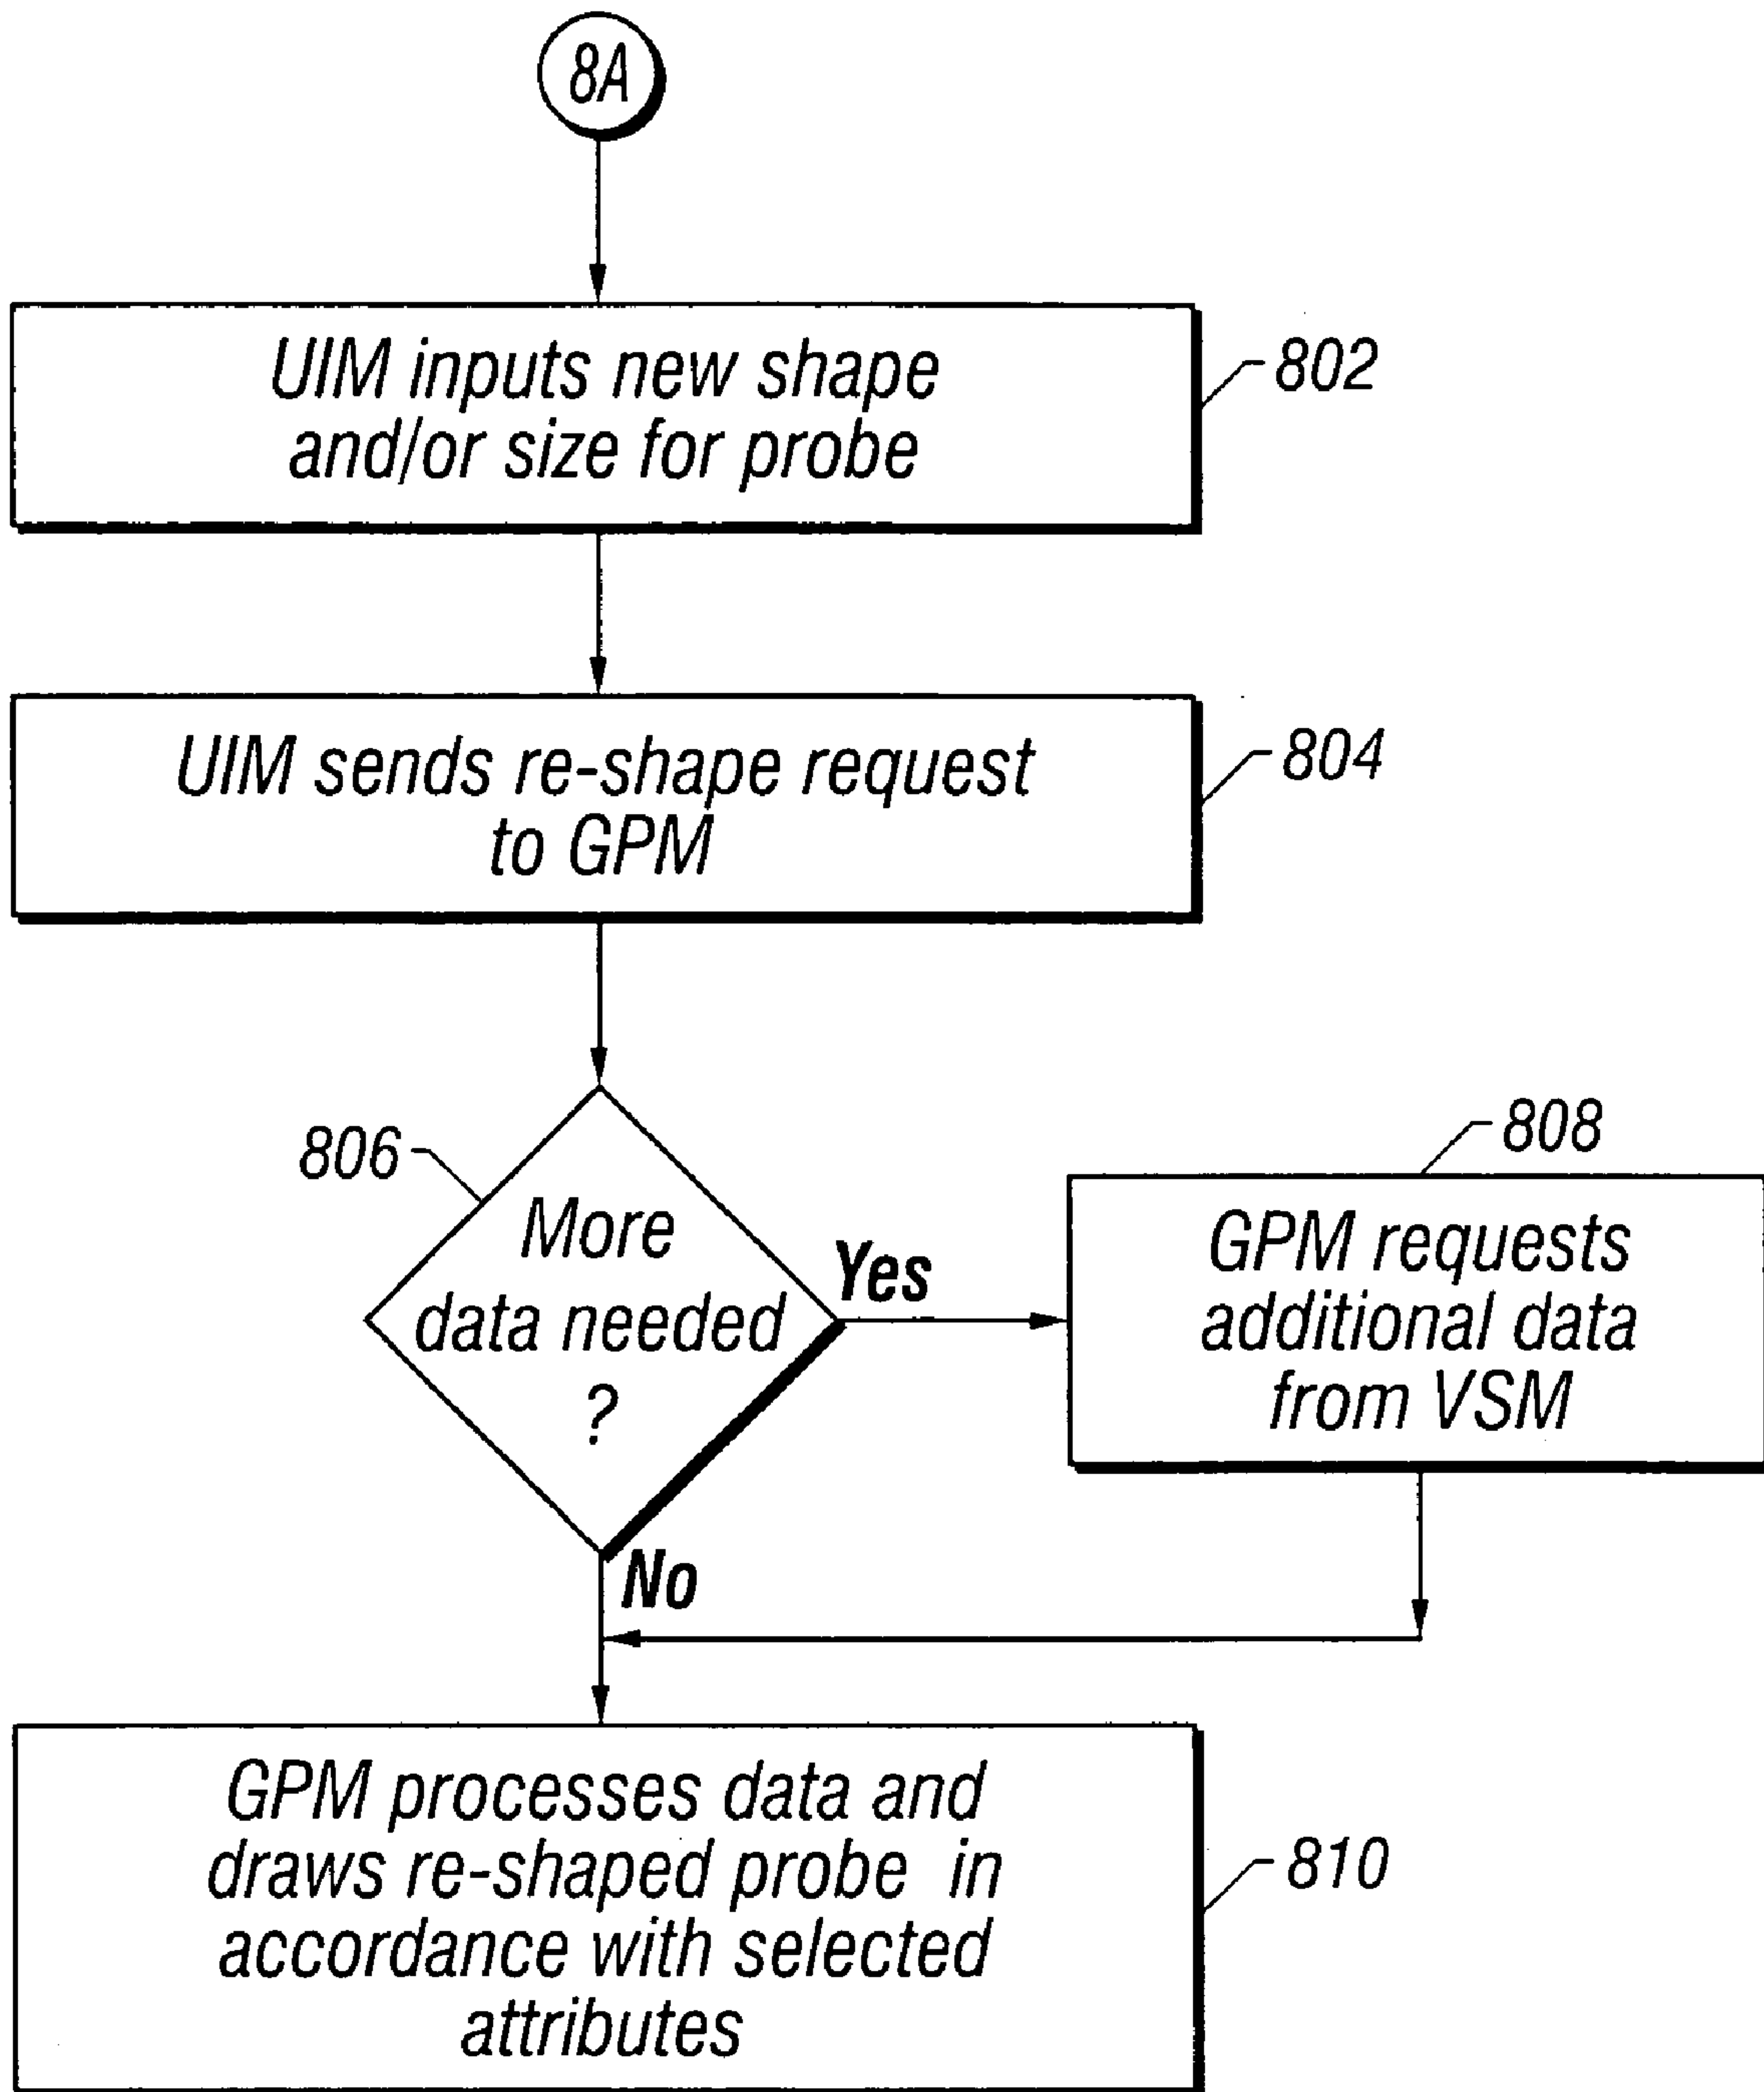 8A
UIM inputs new shape
and/or size for probe
802
UIM sends re-shape request
to GPM
804
806
More
data needed
?
Yes
808
GPM requests
additional data
from VSM
No
GPM processes data and
draws re-shaped probe in
accordance with selected
attributes
810